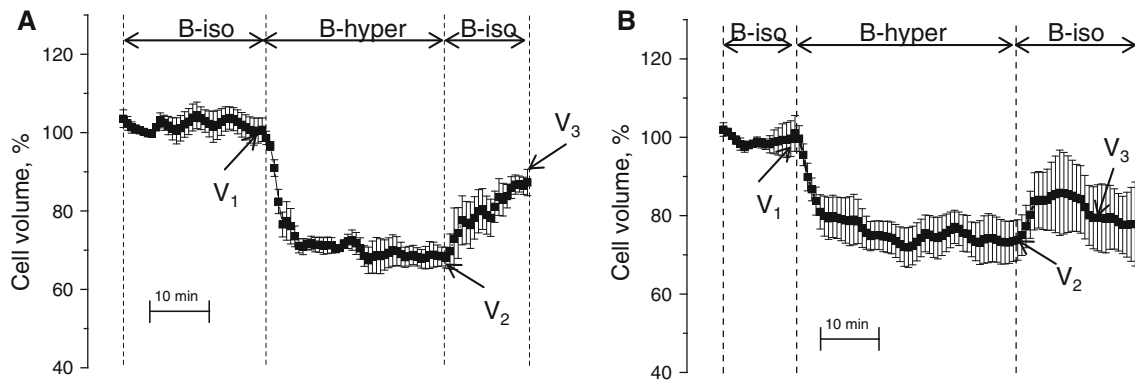 A
B-iso B-hyper B-iso
Cell volume, %
120
100
80
60
40
V1
V2
V3
10 min
B
B-iso B-hyper B-iso
Cell volume, %
120
100
80
60
40
V1
V2
V3
10 min